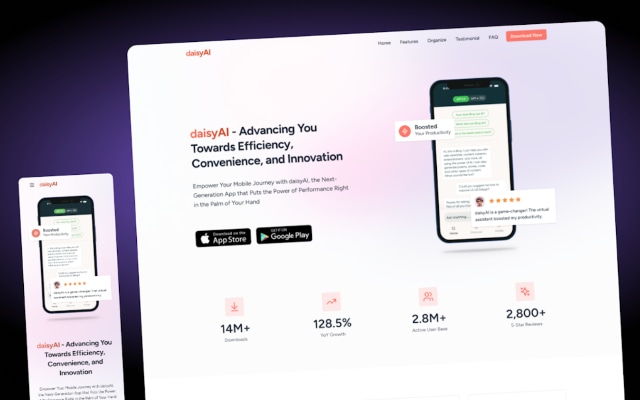 daisyAI
Home Features Organize Testimonial FAQ Download Now
daisyAI - Advancing You
Towards Efficiency,
Convenience, and Innovation
Empower Your Mobile Journey with daisyAI, the Next-
Generation App that Puts the Power of Performance Right
in the Palm of Your Hand
Download on the
App Store
GET IT ON
Google Play
Boosted
Your Productivity
daisyAI is a game-changer! The virtual
assistant boosted my productivity.
14M+
Downloads
128.5%
YoY Growth
2.8M+
Active User Base
2,800+
5-Star Reviews
daisyAI
Boosted
Your Productivity
daisyAI is a game-changer! The virtual
assistant boosted my productivity.
daisyAI - Advancing You
Towards Efficiency,
Convenience, and
Innovation
Empower Your Mobile Journey with daisyAI,
the Next-Generation App that Puts the Power
of Performance Right in the Palm of Your Hand